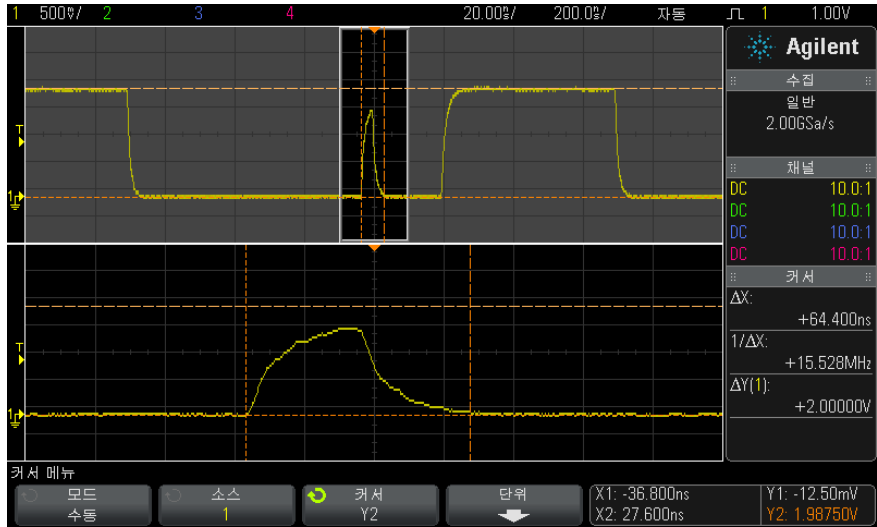 1 500㎷/ 2 3 4 20.00㎱/ 200.0㎱/ 자동 1 1.00V
Agilent
수집
일반
2.00GSa/s
채널
DC 10.0:1
DC 10.0:1
DC 10.0:1
DC 10.0:1
커서
ΔX:
+64.400ns
1/ΔX:
+15.528MHz
ΔY(1):
+2.00000V
T
1
T
1
커서 메뉴
모드
수동
소스
1
커서
Y2
단위
X1: -36.800ns
X2: 27.600ns
Y1: -12.50mV
Y2: 1.98750V